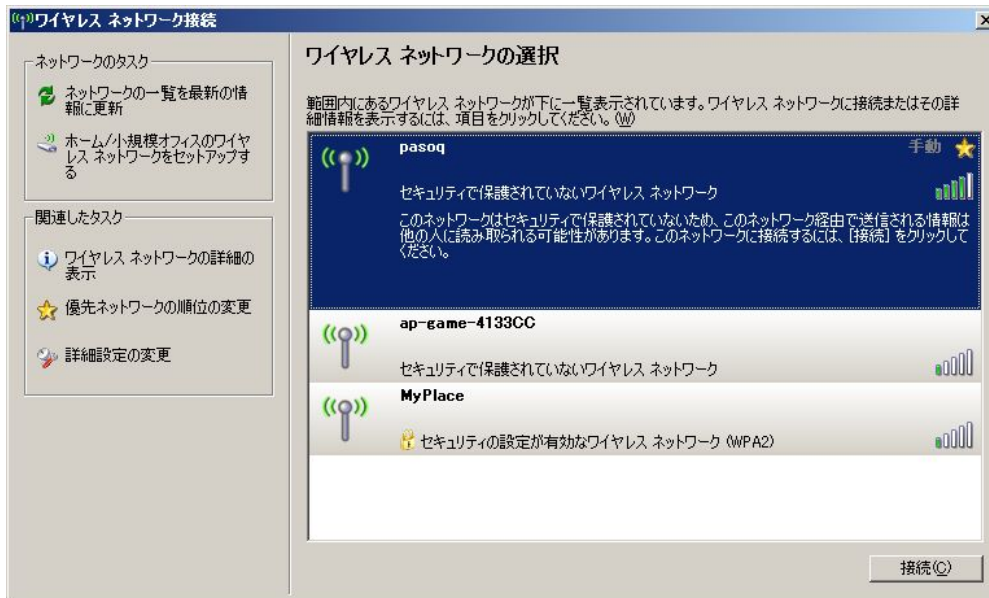 ワイヤレス ネットワーク接続
ネットワークのタスク
ネットワークの一覧を最新の情
報に更新
ホーム/小規模オフィスのワイヤ
レス ネットワークをセットアップす
る
関連したタスク
ワイヤレス ネットワークの詳細の
表示
優先ネットワークの順位の変更
詳細設定の変更
ワイヤレス ネットワークの選択
範囲内にあるワイヤレス ネットワークが下に一覧表示されています。ワイヤレス ネットワークに接続またはその詳
細情報を表示するには、項目をクリックしてください。(W)
pasoq
手動
セキュリティで保護されていないワイヤレス ネットワーク
このネットワークはセキュリティで保護されていないため、このネットワーク経由で送信される情報は
他の人に読み取られる可能性があります。このネットワークに接続するには、[接続] をクリックして
ください。
ap-game-4133CC
セキュリティで保護されていないワイヤレス ネットワーク
MyPlace
セキュリティの設定が有効なワイヤレス ネットワーク (WPA2)
接続(C)